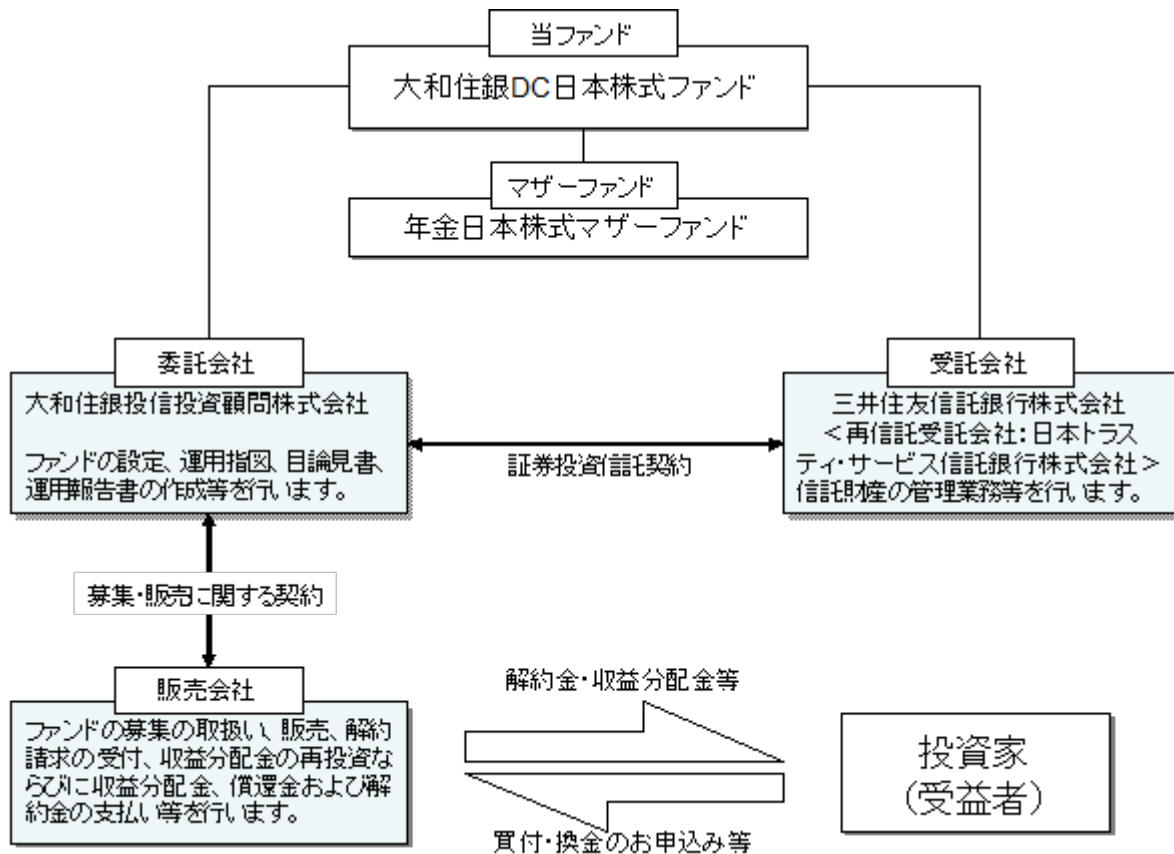 当ファンド
大和住銀DC日本株式ファンド
マザーファンド
年金日本株式マザーファンド
委託会社
大和住銀投信投資顧問株式会社
ファンドの設定、運用指図、目論見書、
運用報告書の作成等を行います。
証券投資信託契約
受託会社
三井住友信託銀行株式会社
＜再信託受託会社：日本トラス
ティ・サービス信託銀行株式会社＞
信託財産の管理業務等を行います。
募集・販売に関する契約
販売会社
ファンドの募集の取扱い、販売、解約
請求の受付、収益分配金の再投資な
らびに収益分配金、償還金および解
約金の支払い等を行います。
解約金・収益分配金等
買付・換金のお申込み等
投資家
（受益者）